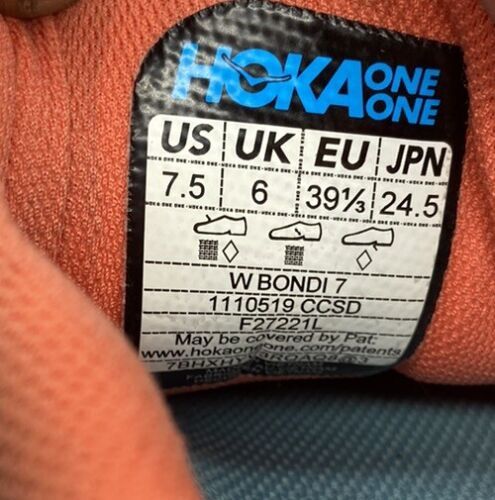 HOKA ONE ONE
US UK EU JPN
7.5 6 39⅓ 24.5
W BONDI 7
1110519 CCSD
F27221L
May be covered by Pat:
www.hokaoneone.com/patents